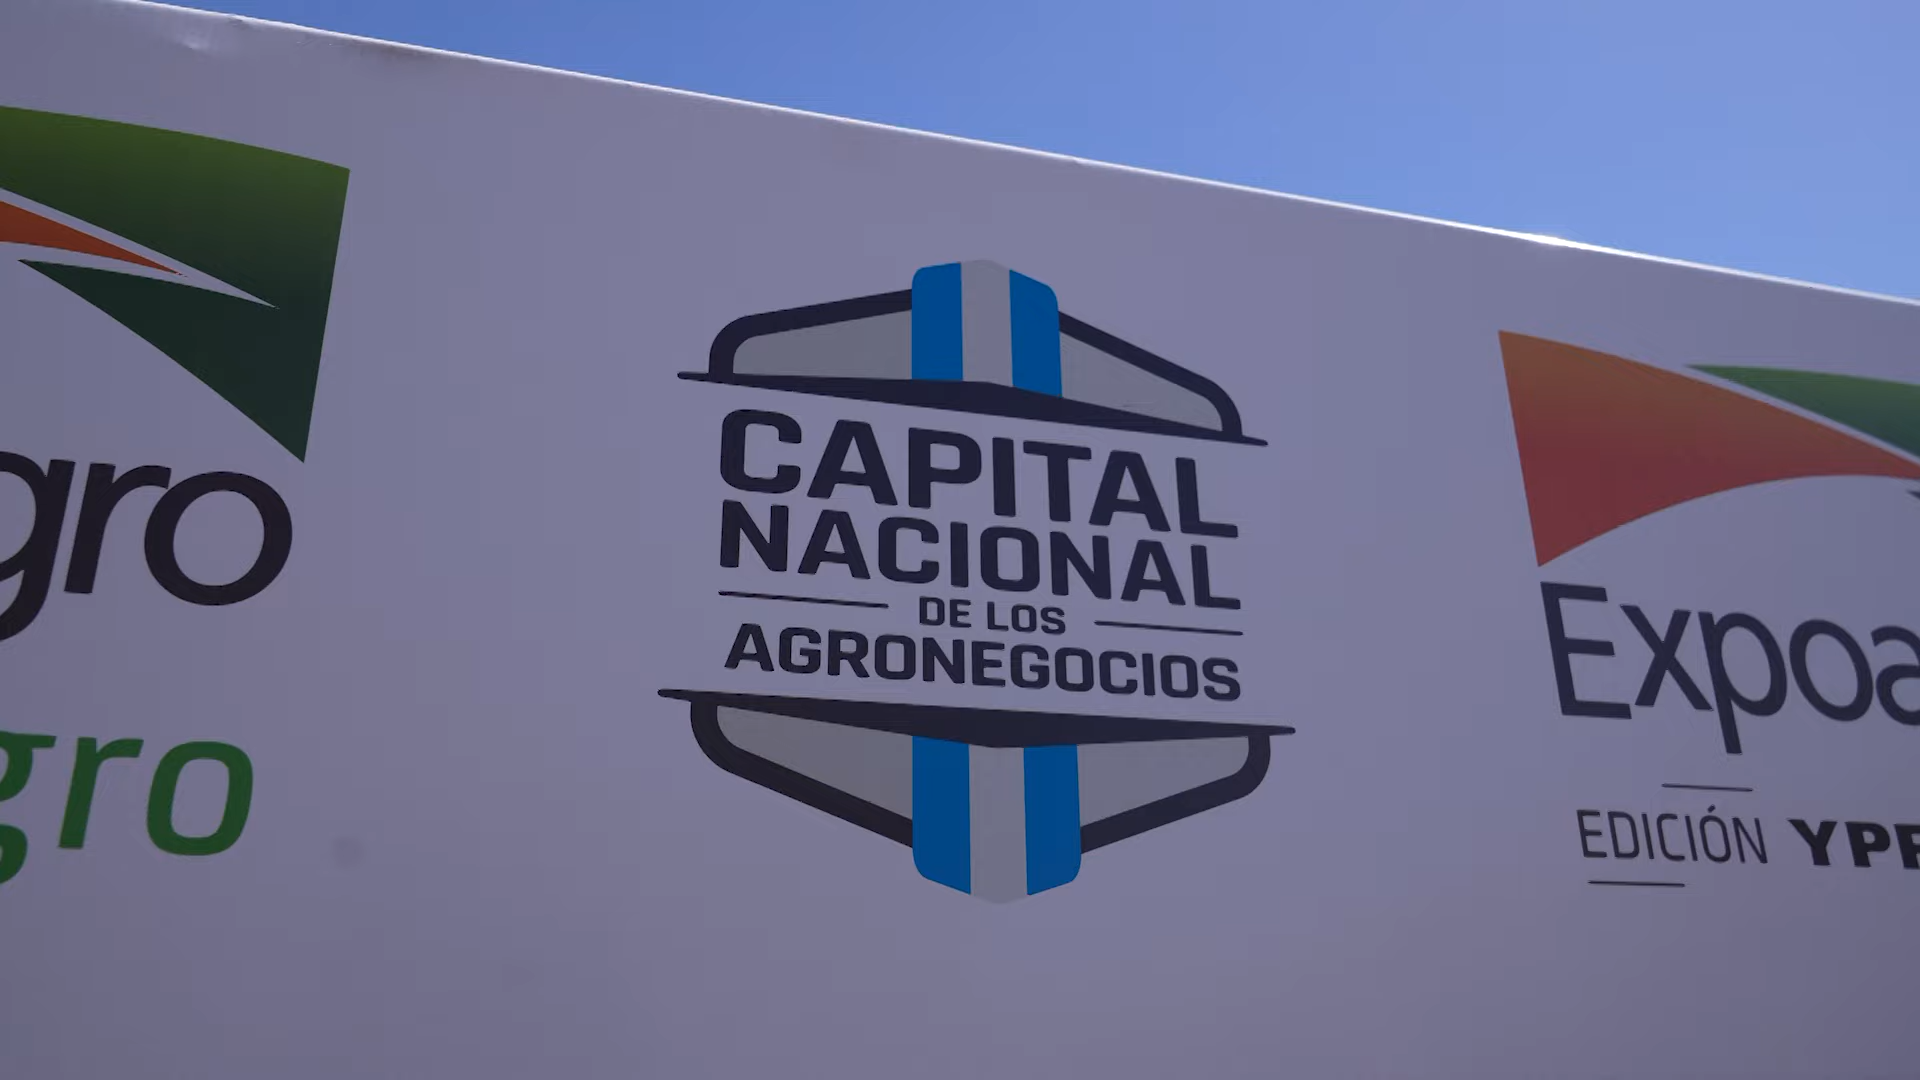 gro
gro
CAPITAL
NACIONAL
DE LOS
AGRONEGOCIOS
Expoa
EDICIÓN YPF